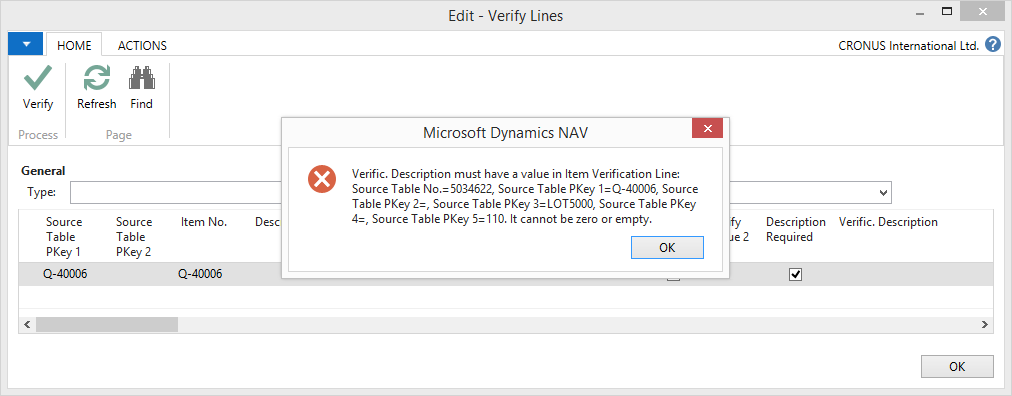 Edit - Verify Lines
HOME
ACTIONS
CRONUS International Ltd.
?
Verify
Refresh
Find
Process
Page
Microsoft Dynamics NAV
Verific. Description must have a value in Item Verification Line:
Source Table No.=5034622, Source Table PKey 1=Q-40006, Source
Table PKey 2=, Source Table PKey 3=LOT5000, Source Table PKey
4=, Source Table PKey 5=110. It cannot be zero or empty.
OK
General
Type:
Source Table PKey 1
Source Table PKey 2
Item No.
Description Required
Verific. Description
Q-40006
Q-40006
OK